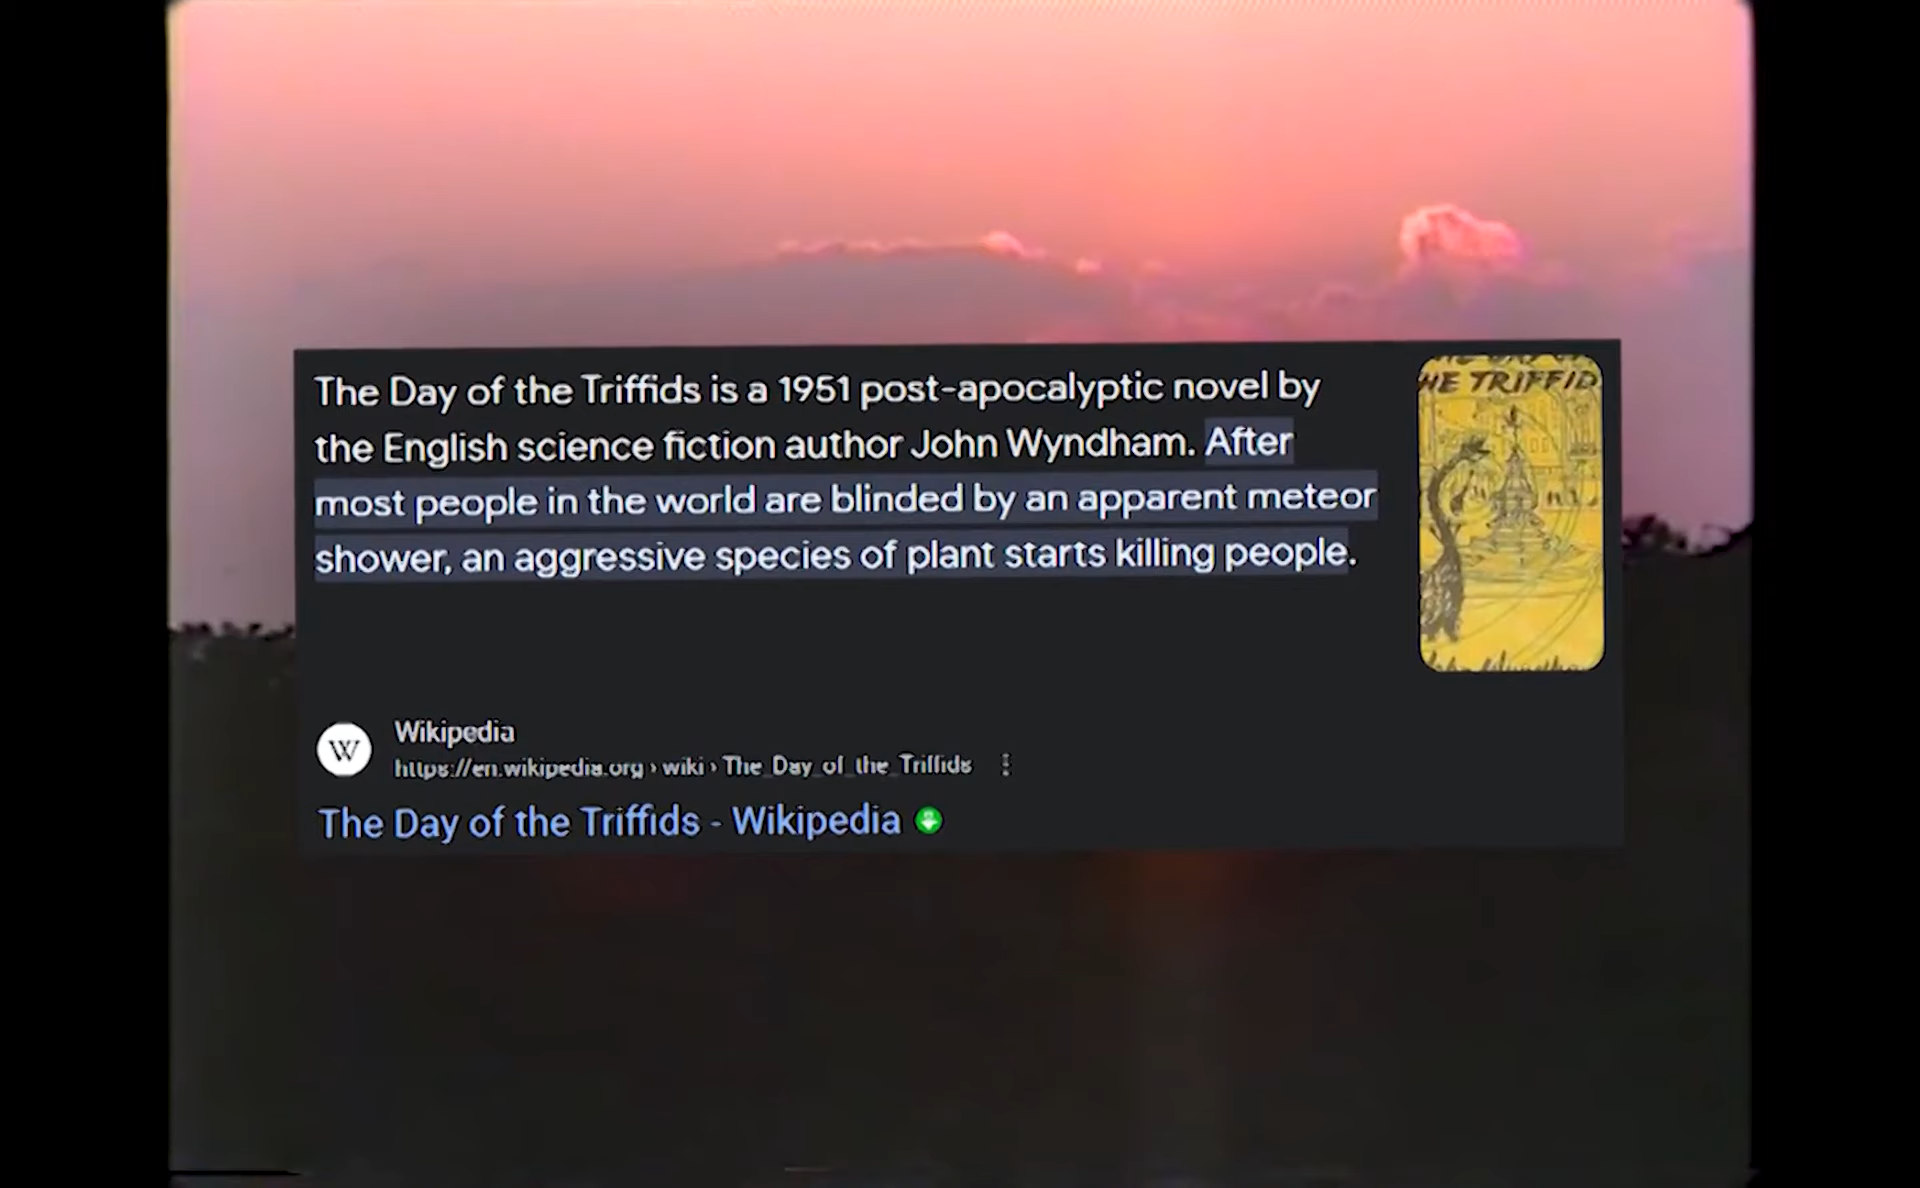 The Day of the Triffids is a 1951 post-apocalyptic novel by
the English science fiction author John Wyndham. After
most people in the world are blinded by an apparent meteor
shower, an aggressive species of plant starts killing people.
HE TRIFFID
W
Wikipedia
https://en.wikipedia.org › wiki › The_Day_of_the_Triffids
The Day of the Triffids - Wikipedia